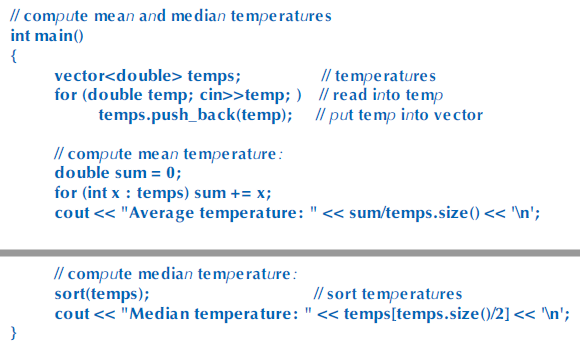 // compute mean and median temperatures
int main()
{
vector<double> temps; // temperatures
for (double temp; cin>>temp; ) // read into temp
temps.push_back(temp); // put temp into vector
// compute mean temperature:
double sum = 0;
for (int x : temps) sum += x;
cout << "Average temperature: " << sum/temps.size() << '\n';
// compute median temperature:
sort(temps); // sort temperatures
cout << "Median temperature: " << temps[temps.size()/2] << '\n';
}